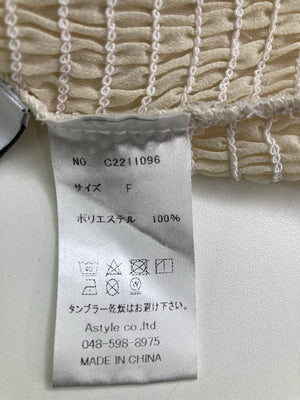 NO. C2211096
サイズ F
ポリエステル 100%
タンブラー乾燥はお避け下さい。
Astyle co.,ltd
048-598-8975
MADE IN CHINA